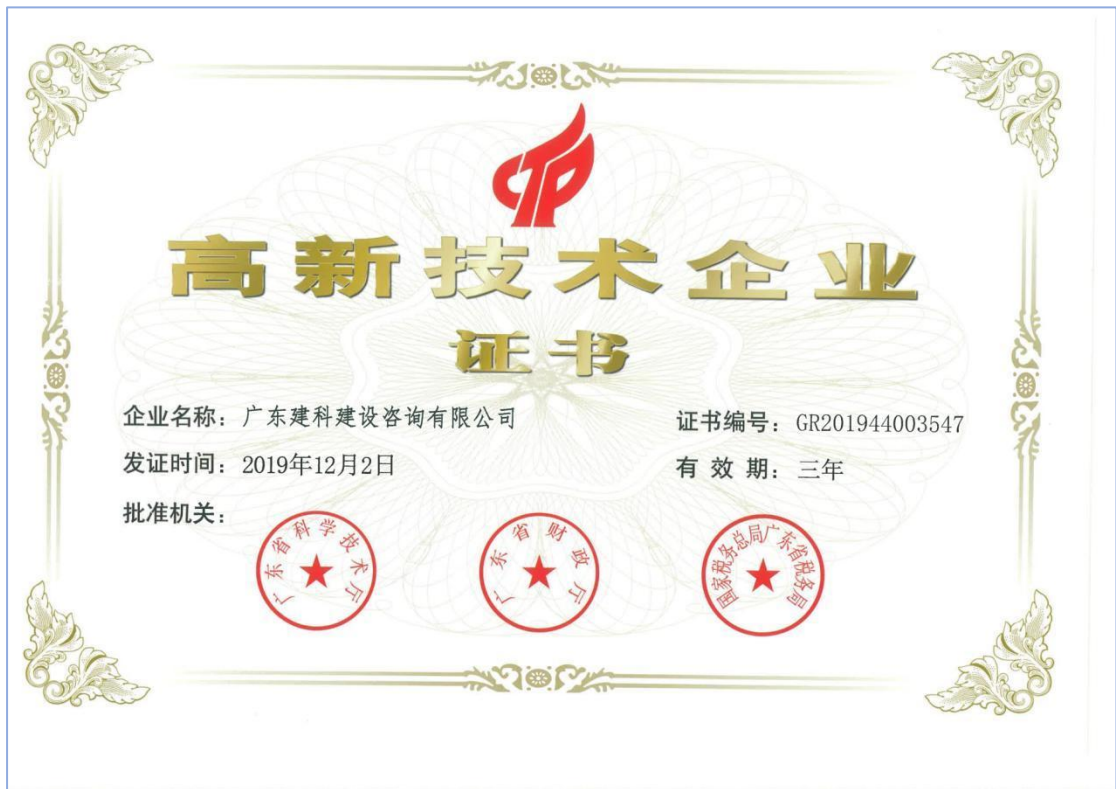 高新技术企业
证书
企业名称：广东建科建设咨询有限公司
证书编号：GR201944003547
发证时间：2019年12月2日
有 效 期：三年
批准机关：
广东省科学技术厅
广东省财政厅
国家税务总局广东省税务局